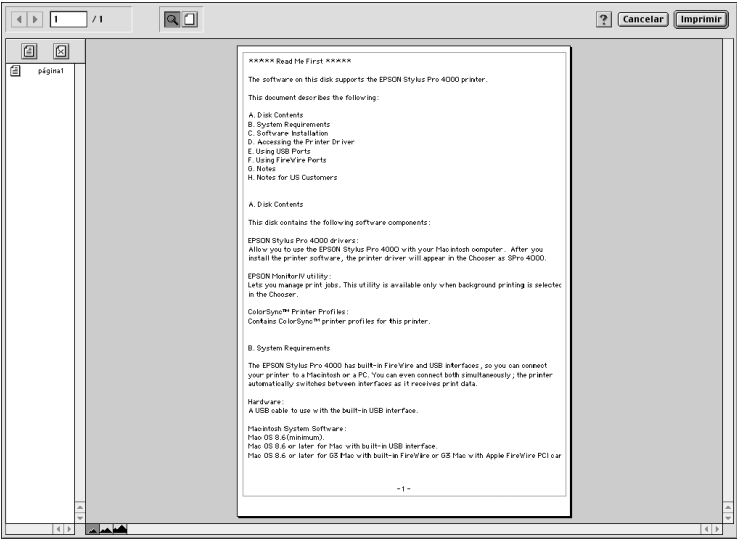 1 / 1
? Cancelar Imprimir
página1
***** Read Me First *****
The software on this disk supports the EPSON Stylus Pro 4000 printer.
This document describes the following:
A. Disk Contents
B. System Requirements
C. Software Installation
D. Accessing the Printer Driver
E. Using USB Ports
F. Using FireWire Ports
G. Notes
H. Notes for US Customers
A. Disk Contents
This disk contains the following software components:
EPSON Stylus Pro 4000 drivers:
Allow you to use the EPSON Stylus Pro 4000 with your Macintosh computer. After you
install the printer software, the printer driver will appear in the Chooser as SPro 4000.
EPSON MonitorIV utility:
Lets you manage print jobs. This utility is available only when background printing is selected
in the Chooser.
ColorSync™ Printer Profiles:
Contains ColorSync™ printer profiles for this printer.
B. System Requirements
The EPSON Stylus Pro 4000 has built-in FireWire and USB interfaces, so you can connect
your printer to a Macintosh or a PC. You can even connect both simultaneously; the printer
automatically switches between interfaces as it receives print data.
Hardware:
A USB cable to use with the built-in USB interface.
Macintosh System Software:
Mac OS 8.6(minimum).
Mac OS 8.6 or later for Mac with built-in USB interface.
Mac OS 8.6 or later for G3 Mac with built-in FireWire or G3 Mac with Apple FireWire PCI car
-1-